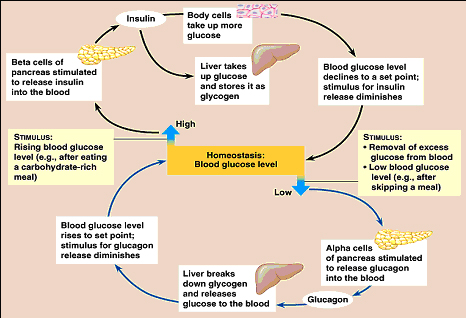 Insulin
Body cells
take up more
glucose
Beta cells of
pancreas stimulated
to release insulin
into the blood
Liver takes
up glucose
and stores it as
glycogen
Blood glucose level
declines to a set point;
stimulus for insulin
release diminishes
High
STIMULUS:
Rising blood glucose
level (e.g., after eating
a carbohydrate-rich
meal)
Homeostasis:
Blood glucose level
STIMULUS:
• Removal of excess
glucose from blood
• Low blood glucose
level (e.g., after
skipping a meal)
Low
Blood glucose level
rises to set point;
stimulus for glucagon
release diminishes
Alpha cells
of pancreas stimulated
to release glucagon
into the blood
Liver breaks
down glycogen
and releases
glucose to the blood
Glucagon